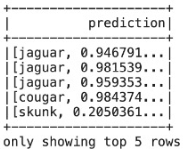 +--------------------+
|          prediction|
+--------------------+
|[jaguar, 0.946791...|
|[jaguar, 0.981539...|
|[jaguar, 0.959353...|
|[cougar, 0.984374...|
|[skunk, 0.2050361...|
+--------------------+
only showing top 5 rows